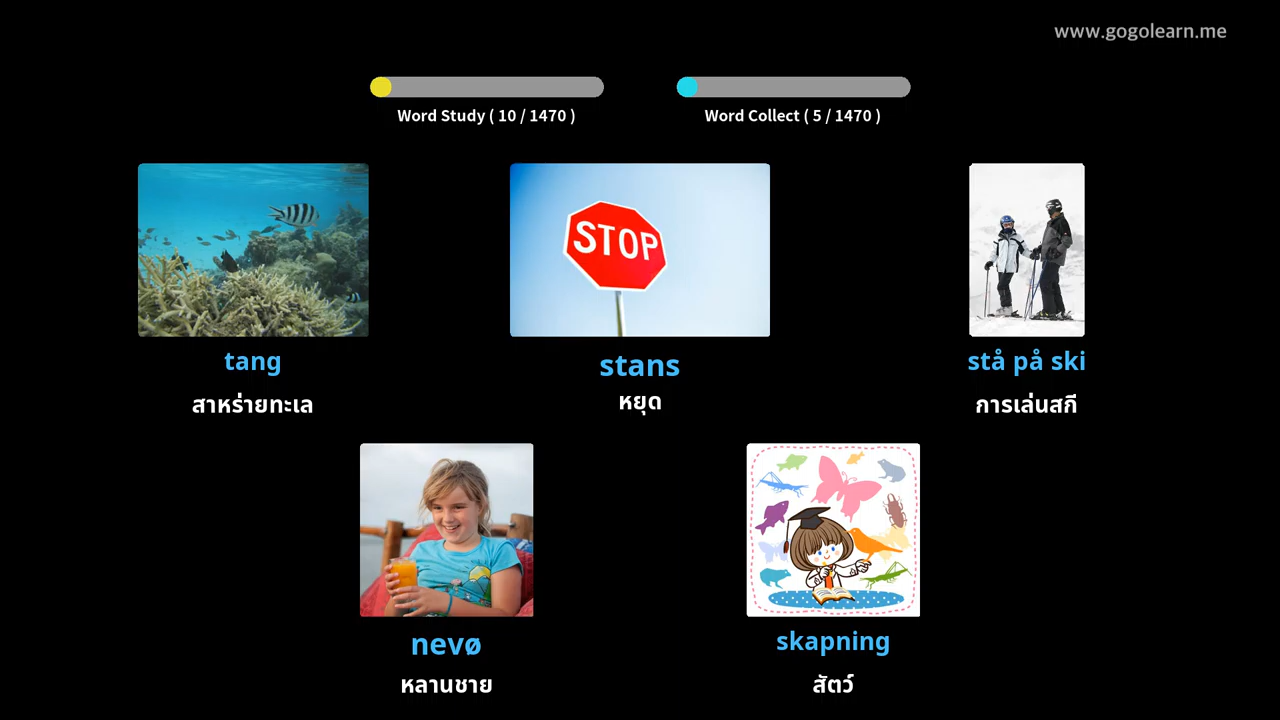 www.gogolearn.me
Word Study ( 10 / 1470 )
Word Collect ( 5 / 1470 )
STOP
tang
สาหร่ายทะเล
stans
หยุด
stå på ski
การเล่นสกี
nevø
หลานชาย
skapning
สัตว์